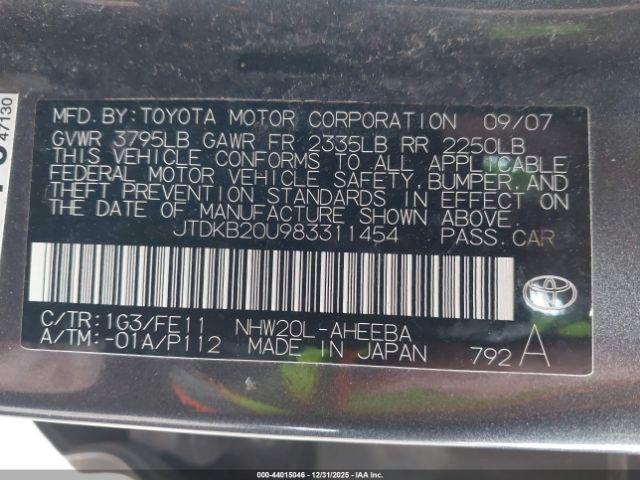 47130
MFD.BY:TOYOTA MOTOR CORPORATION 09/07
GVWR 3795LB GAWR FR 2335LB RR 2250LB
THIS VEHICLE CONFORMS TO ALL APPLICABLE
FEDERAL MOTOR VEHICLE SAFETY,BUMPER,AND
THEFT PREVENTION STANDARDS IN EFFECT ON
THE DATE OF MANUFACTURE SHOWN ABOVE.
JTDKB20U983311454 PASS.CAR
C/TR:1G3/FE11 NHW20L-AHEEBA
A/TM:-01A/P112 MADE IN JAPAN 792 A
000-44015046 12/31/2025 IAA Inc.